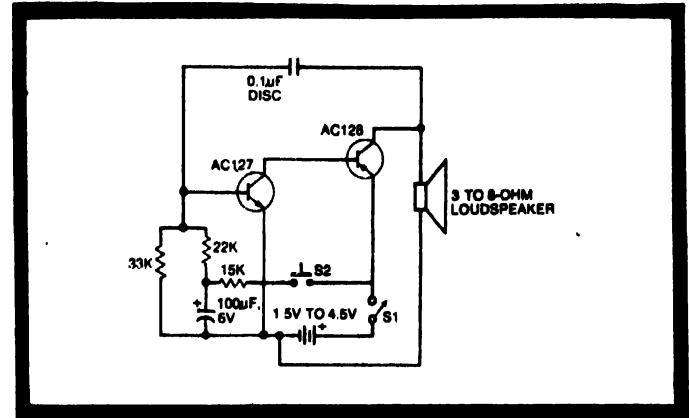 0.1µF
DISC
AC128
AC127
3 TO 8-OHM
LOUDSPEAKER
33K
22K
15K
S2
+
100µF,
6V
1 5V TO 4.5V
+
S1